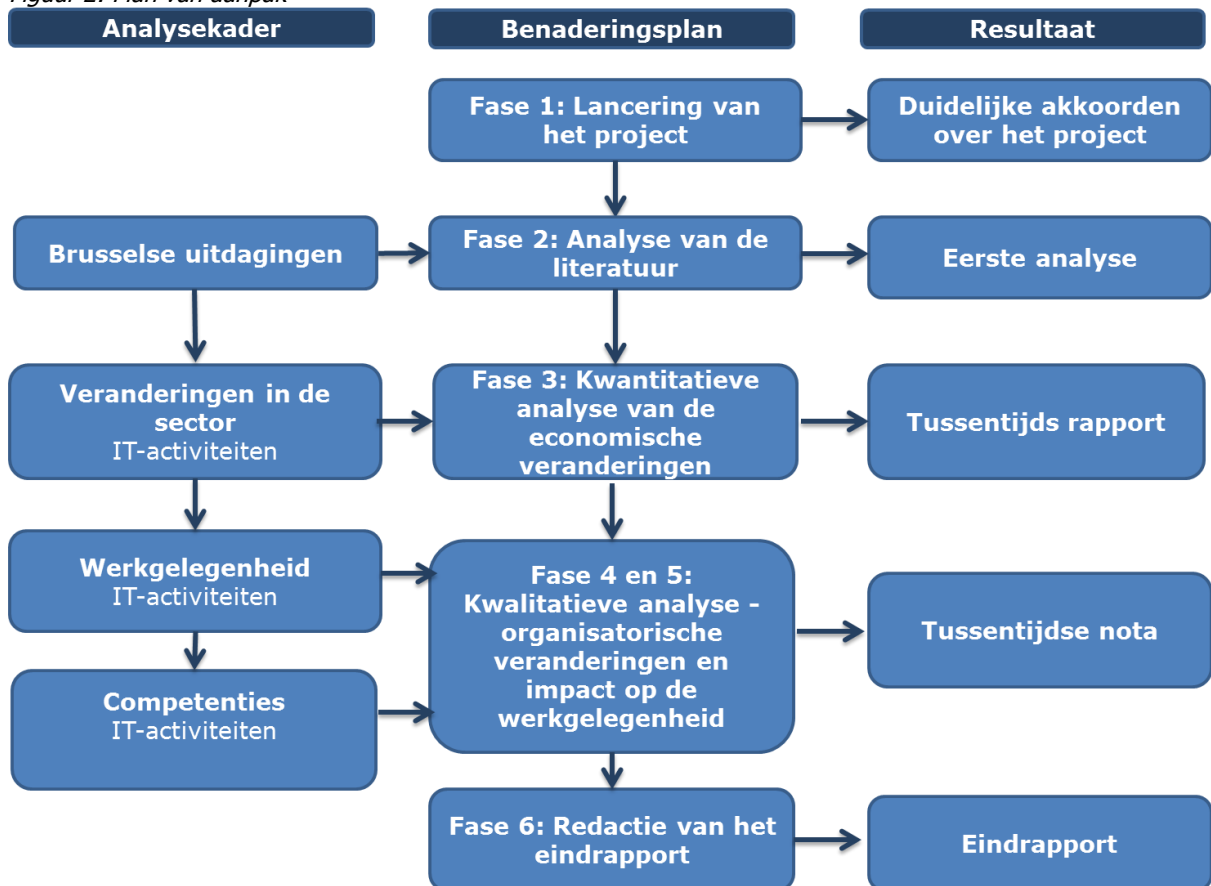 Analysekader
Benaderingsplan
Resultaat
Fase 1: Lancering van
het project
Duidelijke akkoorden
over het project
Brusselse uitdagingen
Fase 2: Analyse van de
literatuur
Eerste analyse
Veranderingen in de
sector
IT-activiteiten
Fase 3: Kwantitatieve
analyse van de
economische
veranderingen
Tussentijds rapport
Werkgelegenheid
IT-activiteiten
Competenties
IT-activiteiten
Fase 4 en 5:
Kwalitatieve analyse -
organisatorische
veranderingen en
impact op de
werkgelegenheid
Tussentijdse nota
Fase 6: Redactie van het
eindrapport
Eindrapport